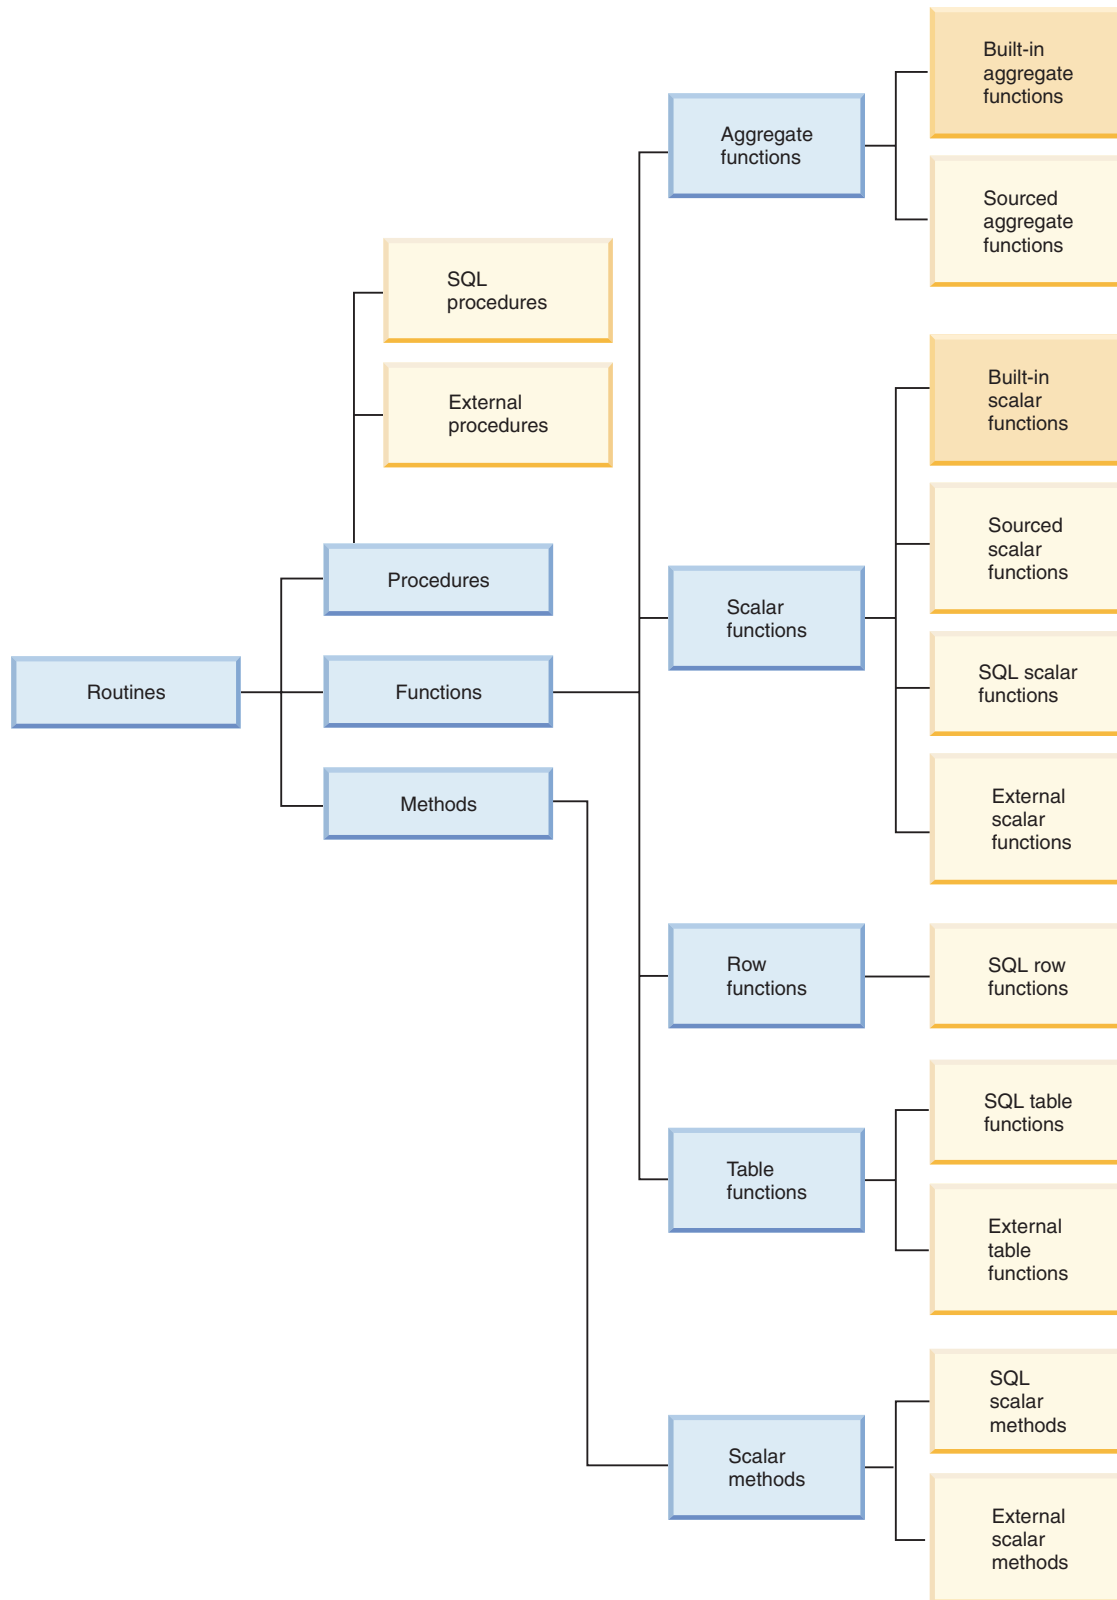 Built-in
aggregate
functions
Aggregate
functions
Sourced
aggregate
functions
SQL
procedures
External
procedures
Built-in
scalar
functions
Sourced
scalar
functions
Procedures
Scalar
functions
Routines
Functions
SQL scalar
functions
Methods
External
scalar
functions
Row
functions
SQL row
functions
SQL table
functions
Table
functions
External
table
functions
SQL
scalar
methods
Scalar
methods
External
scalar
methods